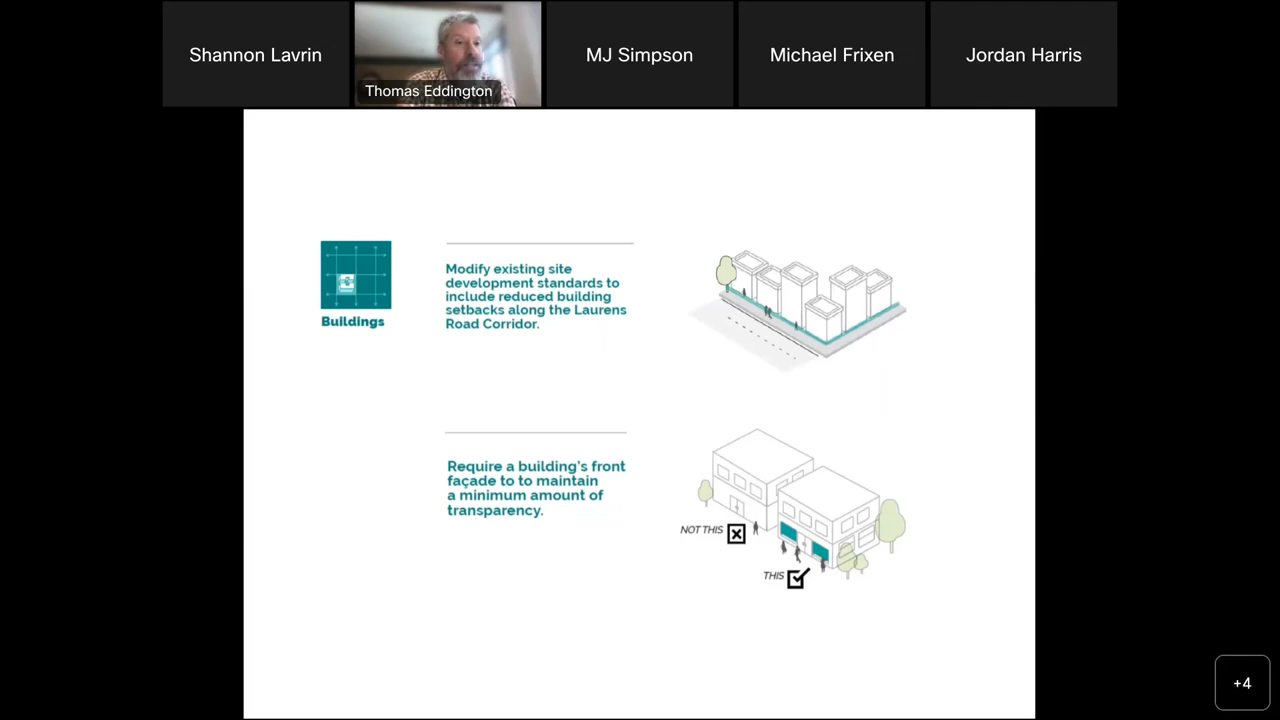 Shannon Lavrin
Thomas Eddington
MJ Simpson
Michael Frixen
Jordan Harris
Buildings
Modify existing site
development standards to
include reduced building
setbacks along the Laurens
Road Corridor.
Require a building's front
façade to to maintain
a minimum amount of
transparency.
NOT THIS
THIS
+4